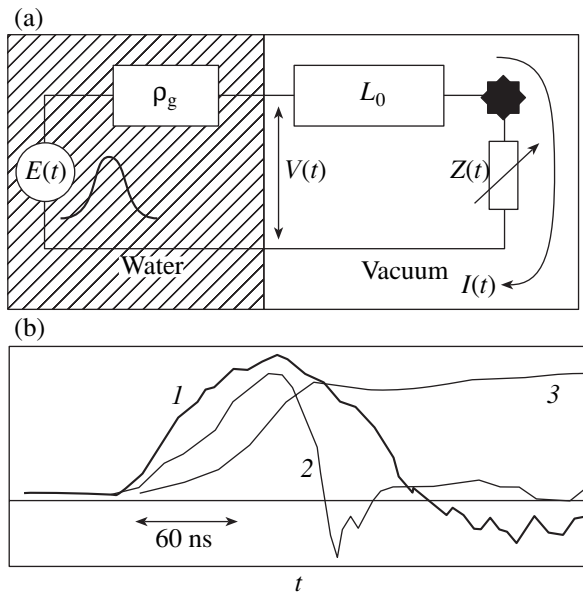 (a)
ρg
L0
E(t)
V(t)
Z(t)
Water
Vacuum
I(t)
(b)
1
3
2
60 ns
t